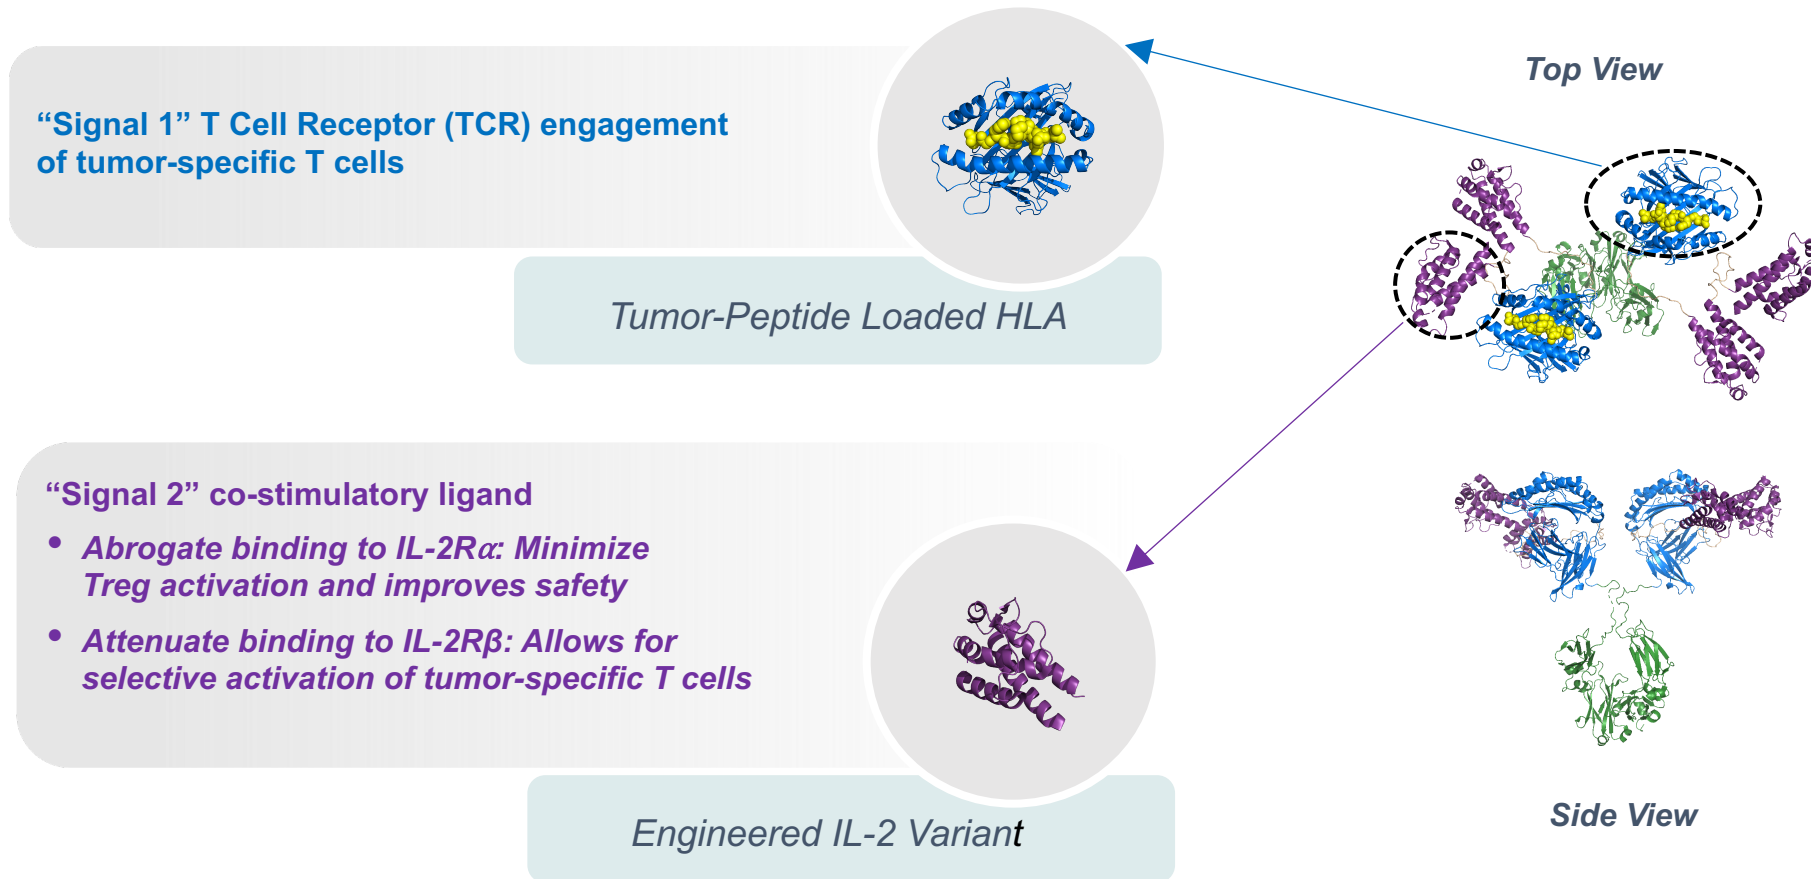 “Signal 1” T Cell Receptor (TCR) engagement
of tumor-specific T cells
Tumor-Peptide Loaded HLA
“Signal 2” co-stimulatory ligand
• Abrogate binding to IL-2Rα: Minimize
Treg activation and improves safety
• Attenuate binding to IL-2Rβ: Allows for
selective activation of tumor-specific T cells
Engineered IL-2 Variant
Top View
Side View